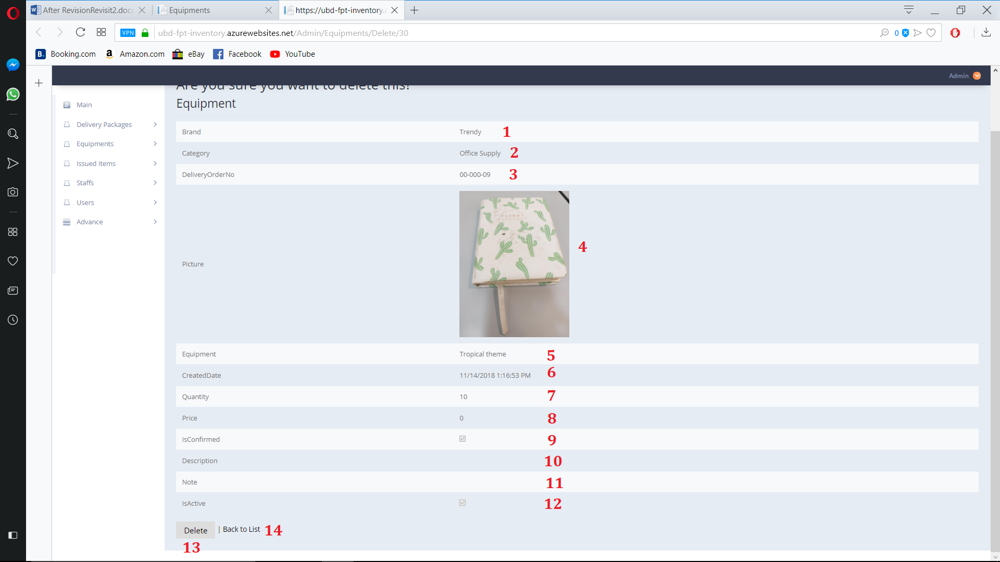 After RevisionRevisit2.docx
Equipments
https://ubd-fpt-inventory.a
VPN
ubd-fpt-inventory.azurewebsites.net/Admin/Equipments/Delete/30
0
B. Booking.com
a Amazon.com
eBay
Facebook
YouTube
Admin
Main
Delivery Packages
Equipments
Issued Items
Staffs
Users
Advance
Are you sure you want to delete this?
Equipment
Brand Trendy 1
Category Office Supply 2
DeliveryOrderNo 00-000-09 3
Picture 4
TRENDY
Equipment Tropical theme 5
CreatedDate 11/14/2018 1:16:53 PM 6
Quantity 10 7
Price 0 8
IsConfirmed 9
Description 10
Note 11
IsActive 12
Delete | Back to List 14
13